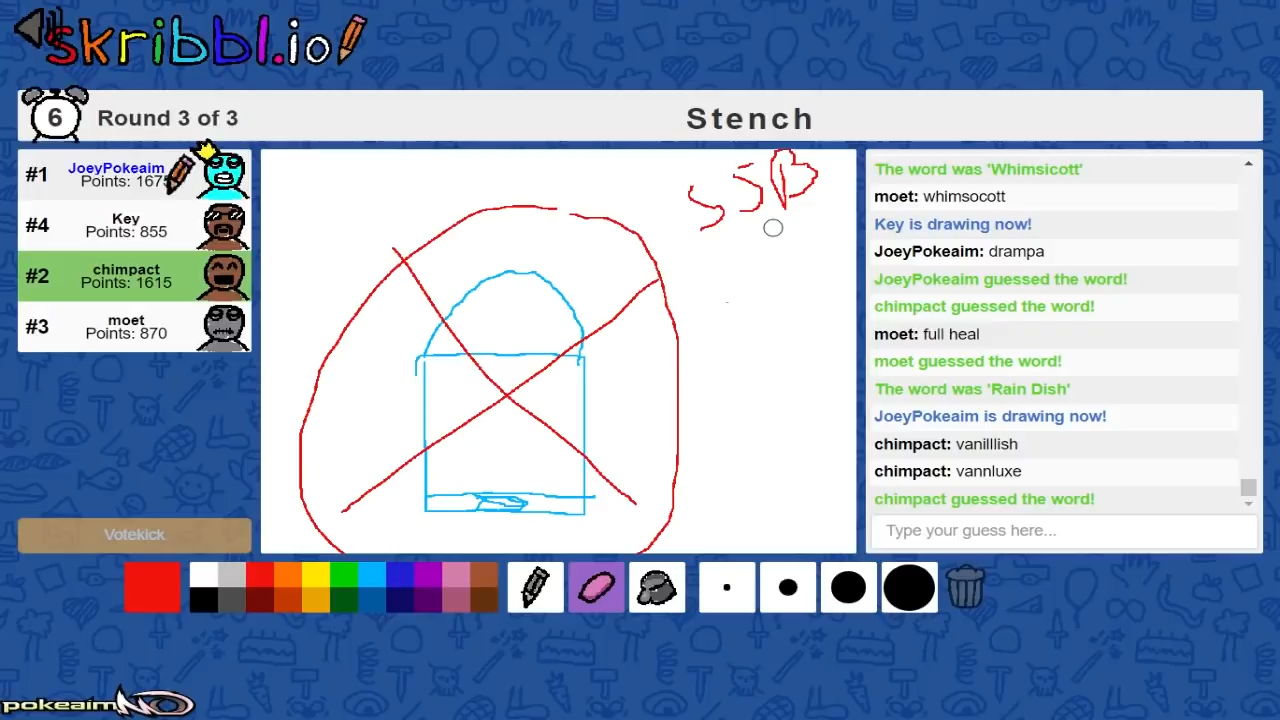 skribbl.io
6
Round 3 of 3
Stench
#1
JoeyPokeaim
Points: 1675
#4
Key
Points: 855
#2
chimpact
Points: 1615
#3
moet
Points: 870
Votekick
SSB
The word was 'Whimsicott'
moet: whimsocott
Key is drawing now!
JoeyPokeaim: drampa
JoeyPokeaim guessed the word!
chimpact guessed the word!
moet: full heal
moet guessed the word!
The word was 'Rain Dish'
JoeyPokeaim is drawing now!
chimpact: vanilllish
chimpact: vannluxe
chimpact guessed the word!
Type your guess here...
pokeaim